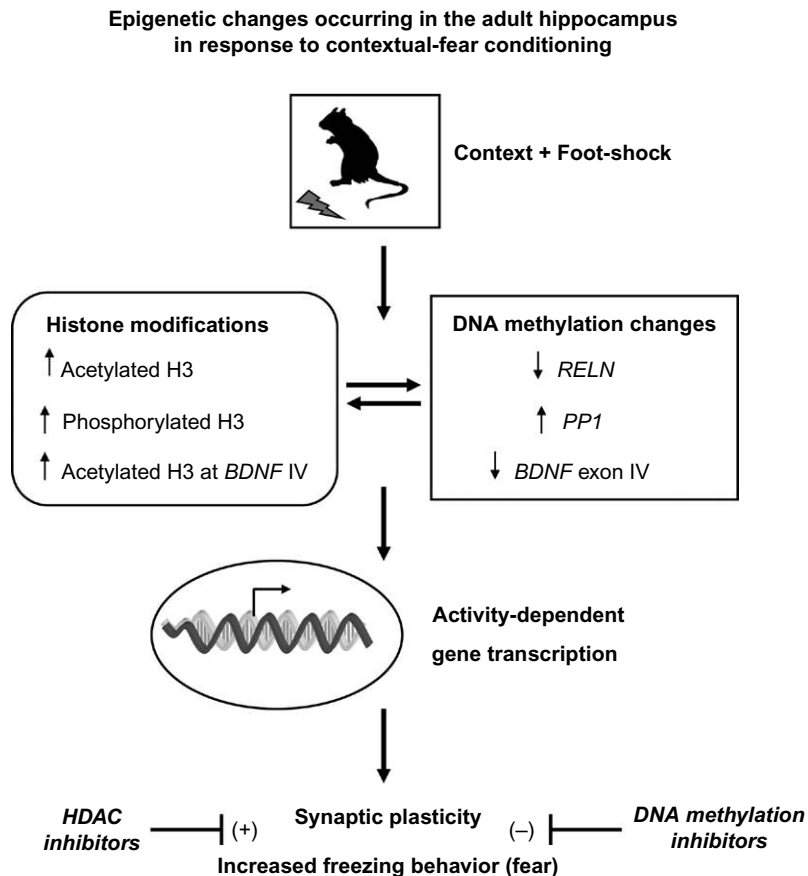 Epigenetic changes occurring in the adult hippocampus
in response to contextual-fear conditioning
Context + Foot-shock
Histone modifications
↑ Acetylated H3
↑ Phosphorylated H3
↑ Acetylated H3 at BDNF IV
DNA methylation changes
↓ RELN
↑ PP1
↓ BDNF exon IV
Activity-dependent
gene transcription
HDAC
inhibitors
(+)
Synaptic plasticity
(–)
DNA methylation
inhibitors
Increased freezing behavior (fear)